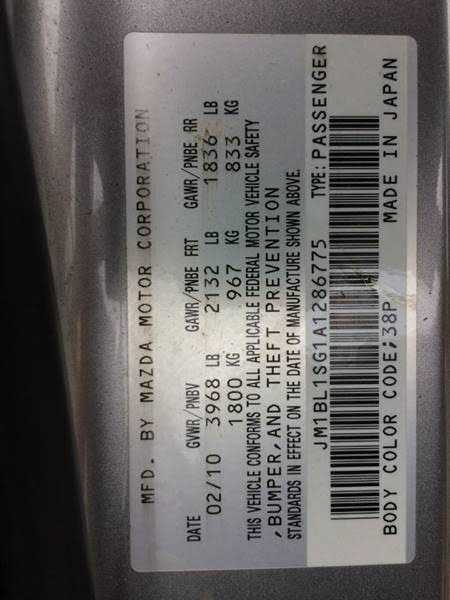 MFD. BY MAZDA MOTOR CORPORATION
DATE GVWR/PNBV GAWR/PNBE FRT GAWR/PNBE RR
02/10 3968 LB 2132 LB 1836 LB
1800 KG 967 KG 833 KG
THIS VEHICLE CONFORMS TO ALL APPLICABLE FEDERAL MOTOR VEHICLE SAFETY
,BUMPER,AND THEFT PREVENTION
STANDARDS IN EFFECT ON THE DATE OF MANUFACTURE SHOWN ABOVE.
JM1BL1SG1A1286775 TYPE:PASSENGER
BODY COLOR CODE;38P MADE IN JAPAN